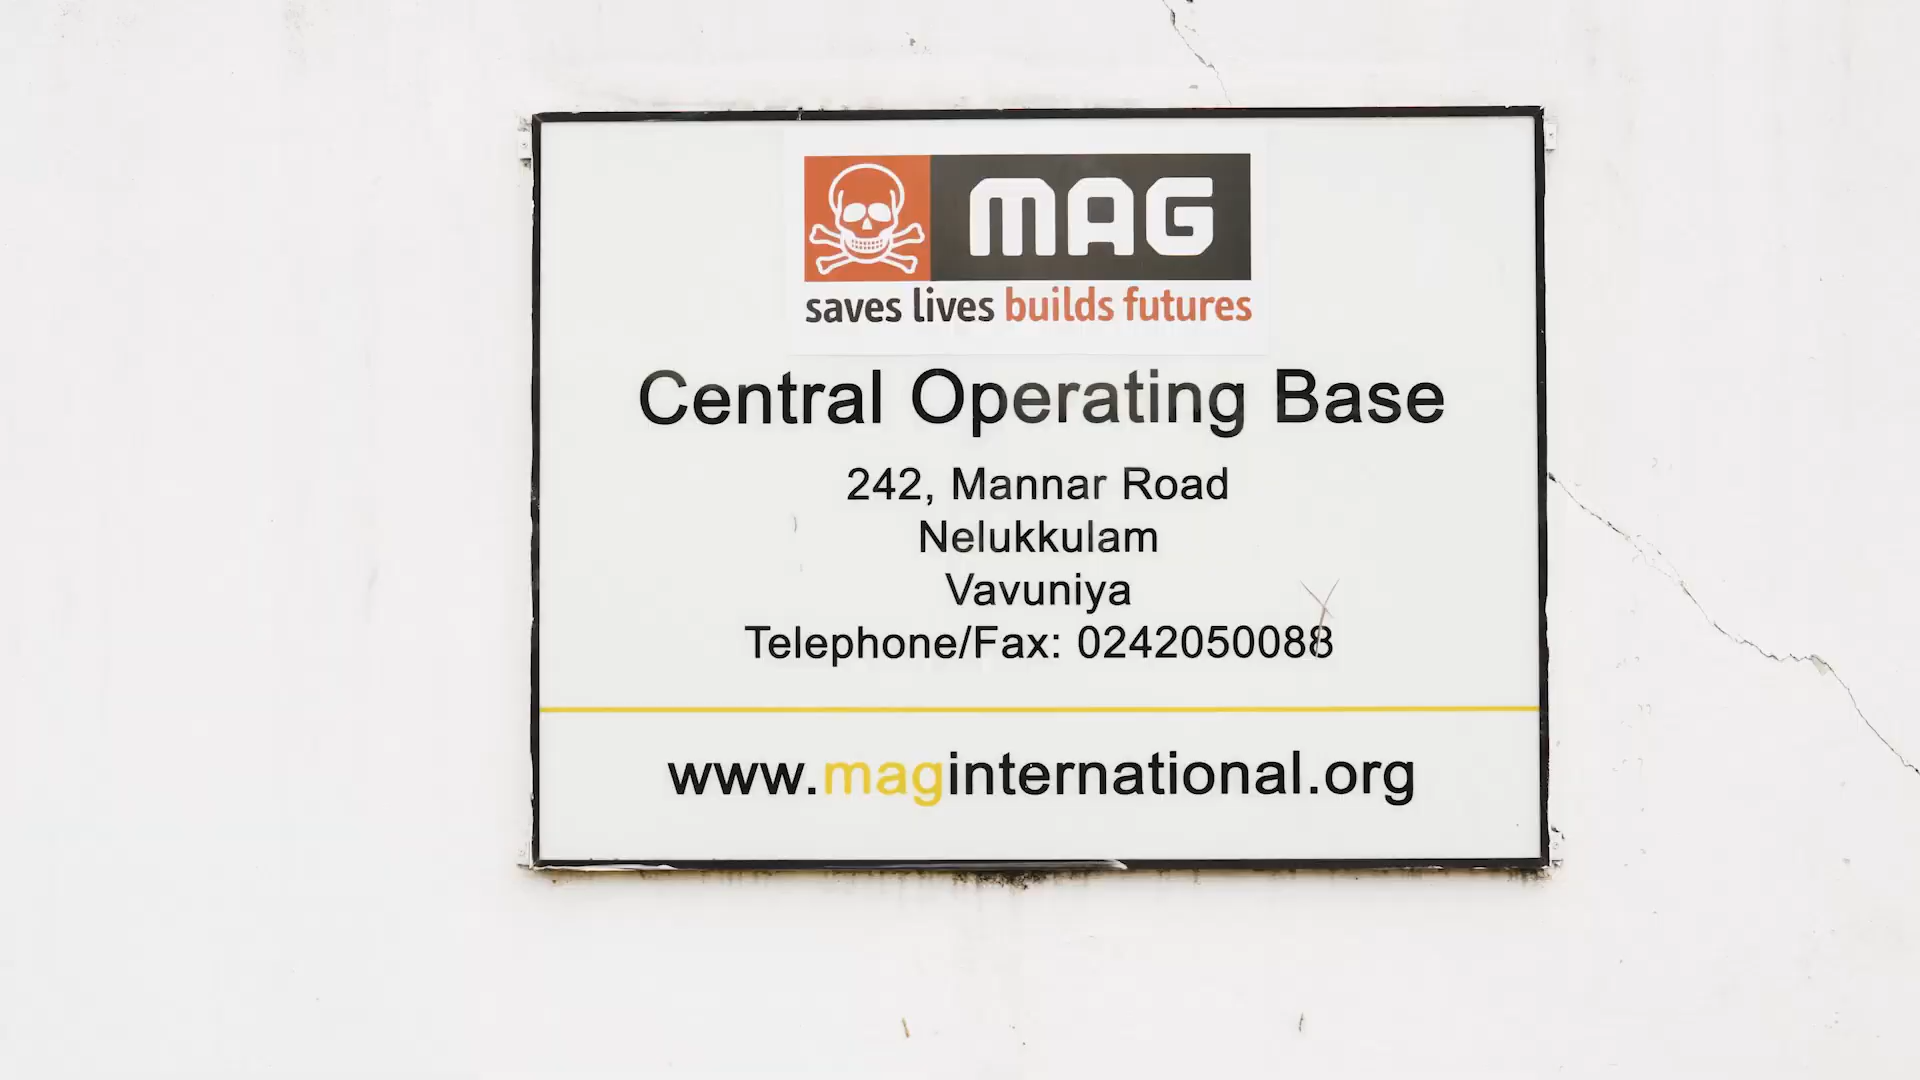 MAG
saves lives builds futures
Central Operating Base
242, Mannar Road
Nelukkulam
Vavuniya
Telephone/Fax: 0242050088
www.maginternational.org